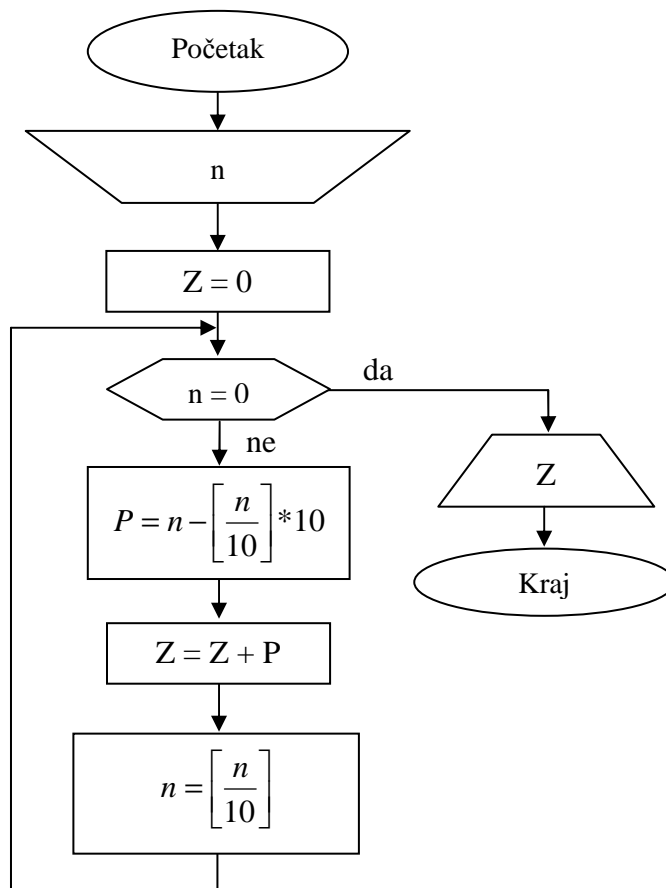 Početak
n
Z = 0
n = 0
da
ne
P = n − [n/10] *10
Z
Z = Z + P
Kraj
n = [n/10]